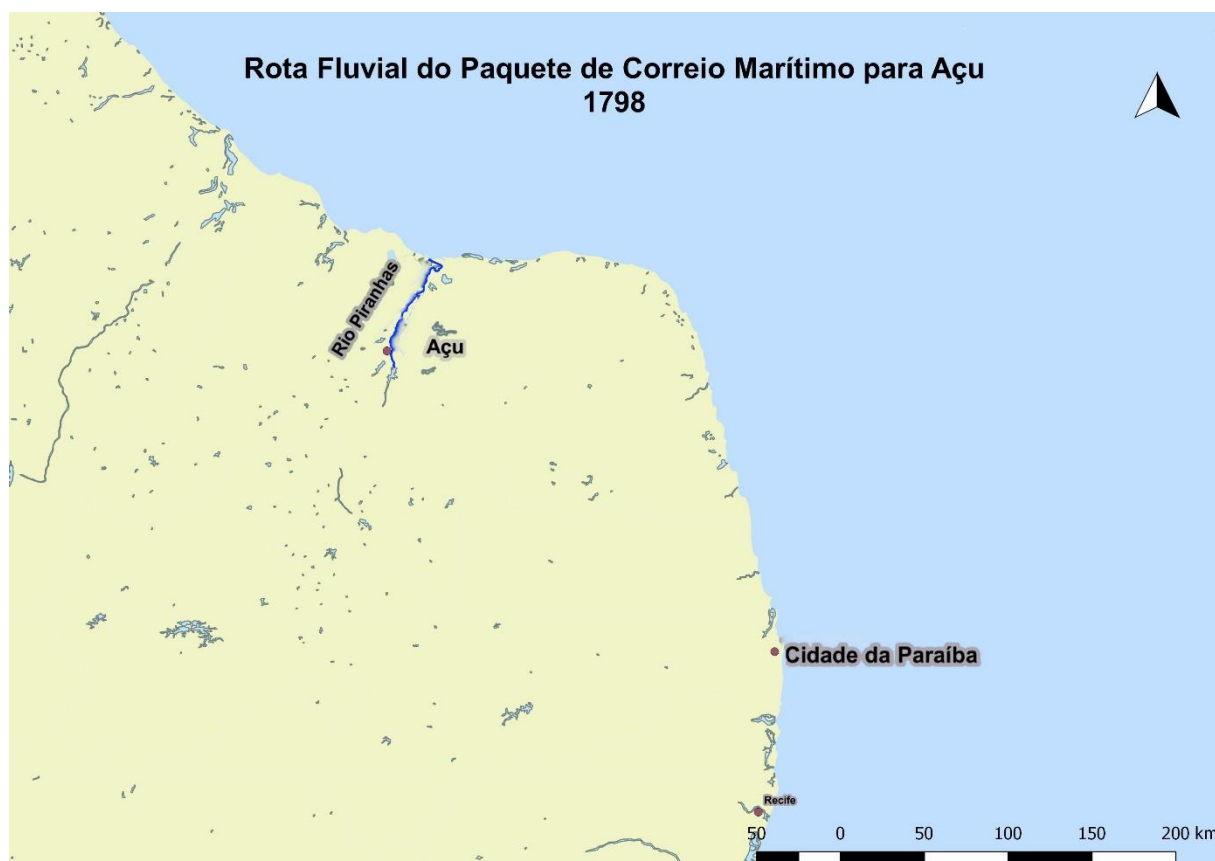 Rota Fluvial do Paquete de Correio Marítimo para Açu
1798
Rio Piranhas
Açu
Cidade da Paraíba
Recife
50 0 50 100 150 200 km